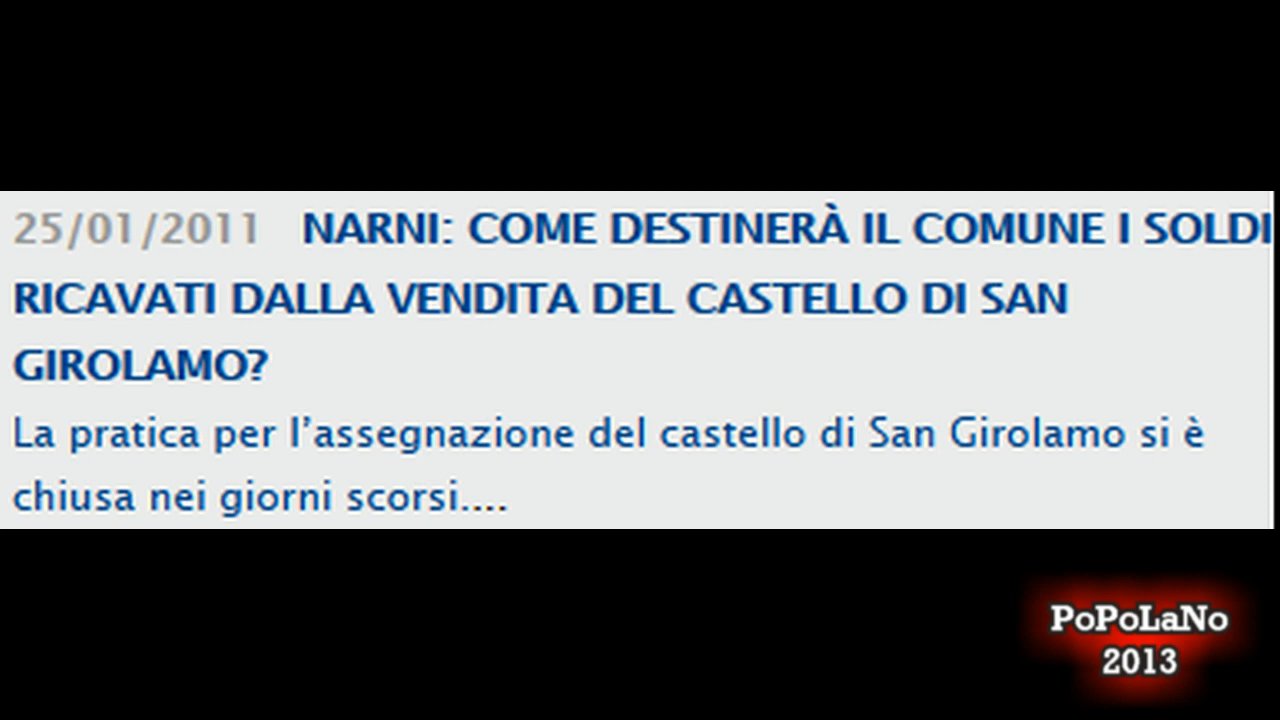 25/01/2011 NARNI: COME DESTINERÀ IL COMUNE I SOLDI
RICAVATI DALLA VENDITA DEL CASTELLO DI SAN
GIROLAMO?
La pratica per l’assegnazione del castello di San Girolamo si è
chiusa nei giorni scorsi....
PoPoLaNo
2013